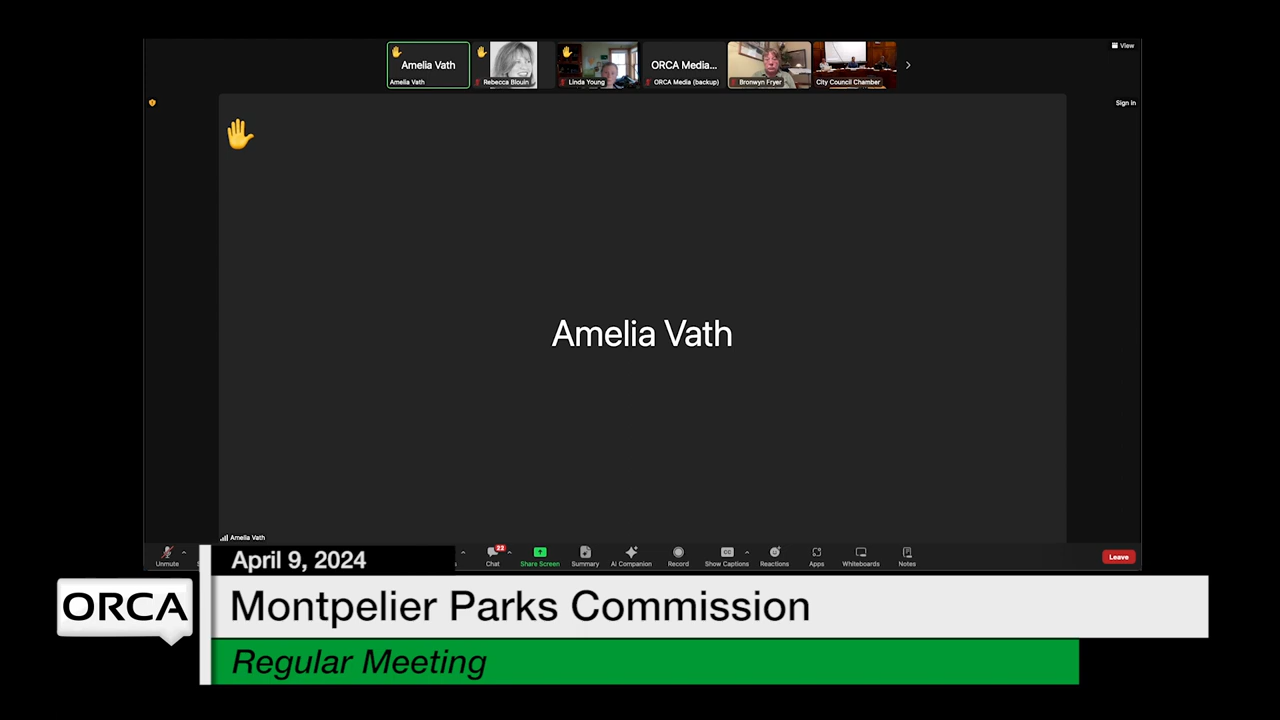 View
Amelia Vath
Amelia Vath
Rebecca Blouin
Linda Young
ORCA Media...
ORCA Media (backup)
Bronwyn Fryer
City Council Chamber
Sign in
Amelia Vath
Amelia Vath
Unmute
22
Chat
Share Screen
Summary
AI Companion
Record
CC
Show Captions
Reactions
Apps
Whiteboards
Notes
Leave
April 9, 2024
ORCA
Montpelier Parks Commission
Regular Meeting